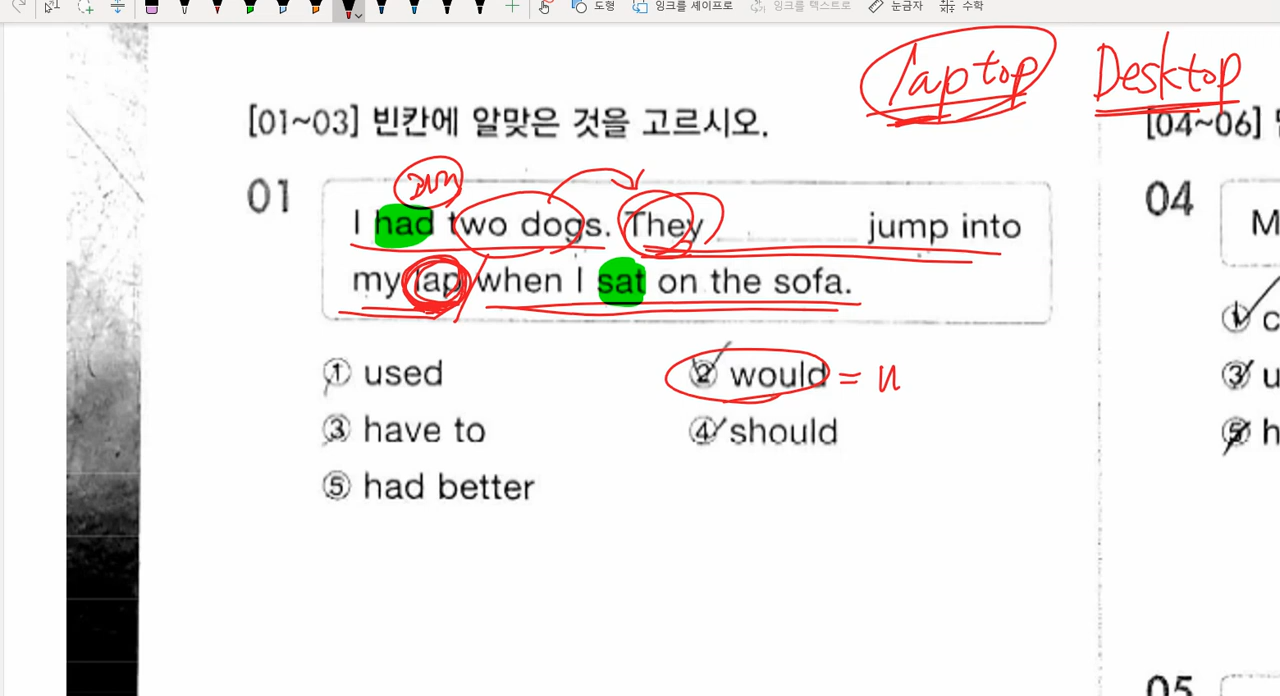 도형 잉크를 셰이프로 잉크를 텍스트로 눈금자 수학
laptop Desktop
[01~03] 빈칸에 알맞은 것을 고르시오.
[04~06]
01
I had two dogs. They ________ jump into
my lap when I sat on the sofa.
① used
② would = u
③ have to
④ should
⑤ had better
04
M
① c
③ u
⑤ h
05